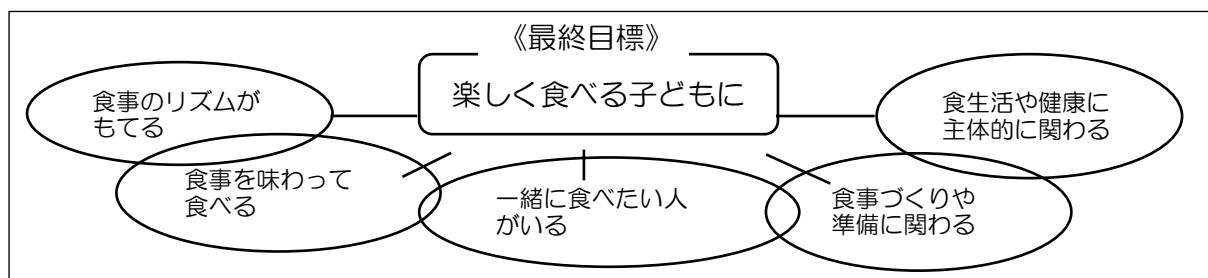 《最終目標》
楽しく食べる子どもに
食事のリズムが
もてる
食事を味わって
食べる
一緒に食べたい人
がいる
食事づくりや
準備に関わる
食生活や健康に
主体的に関わる